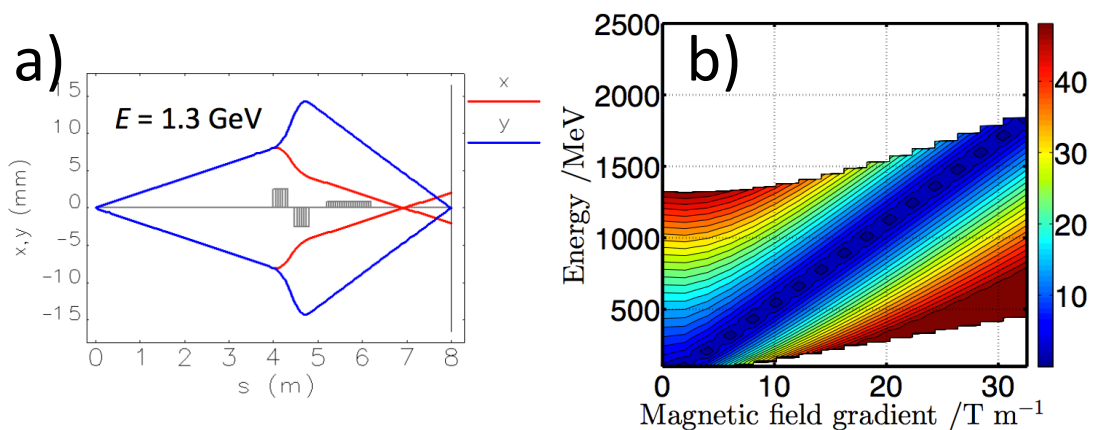 a)
x
y
E = 1.3 GeV
15
10
5
0
-5
-10
-15
x,y (mm)
0 1 2 3 4 5 6 7 8
s (m)
b)
2500
2000
1500
1000
500
Energy /MeV
0 10 20 30
Magnetic field gradient /T m⁻¹
40
30
20
10